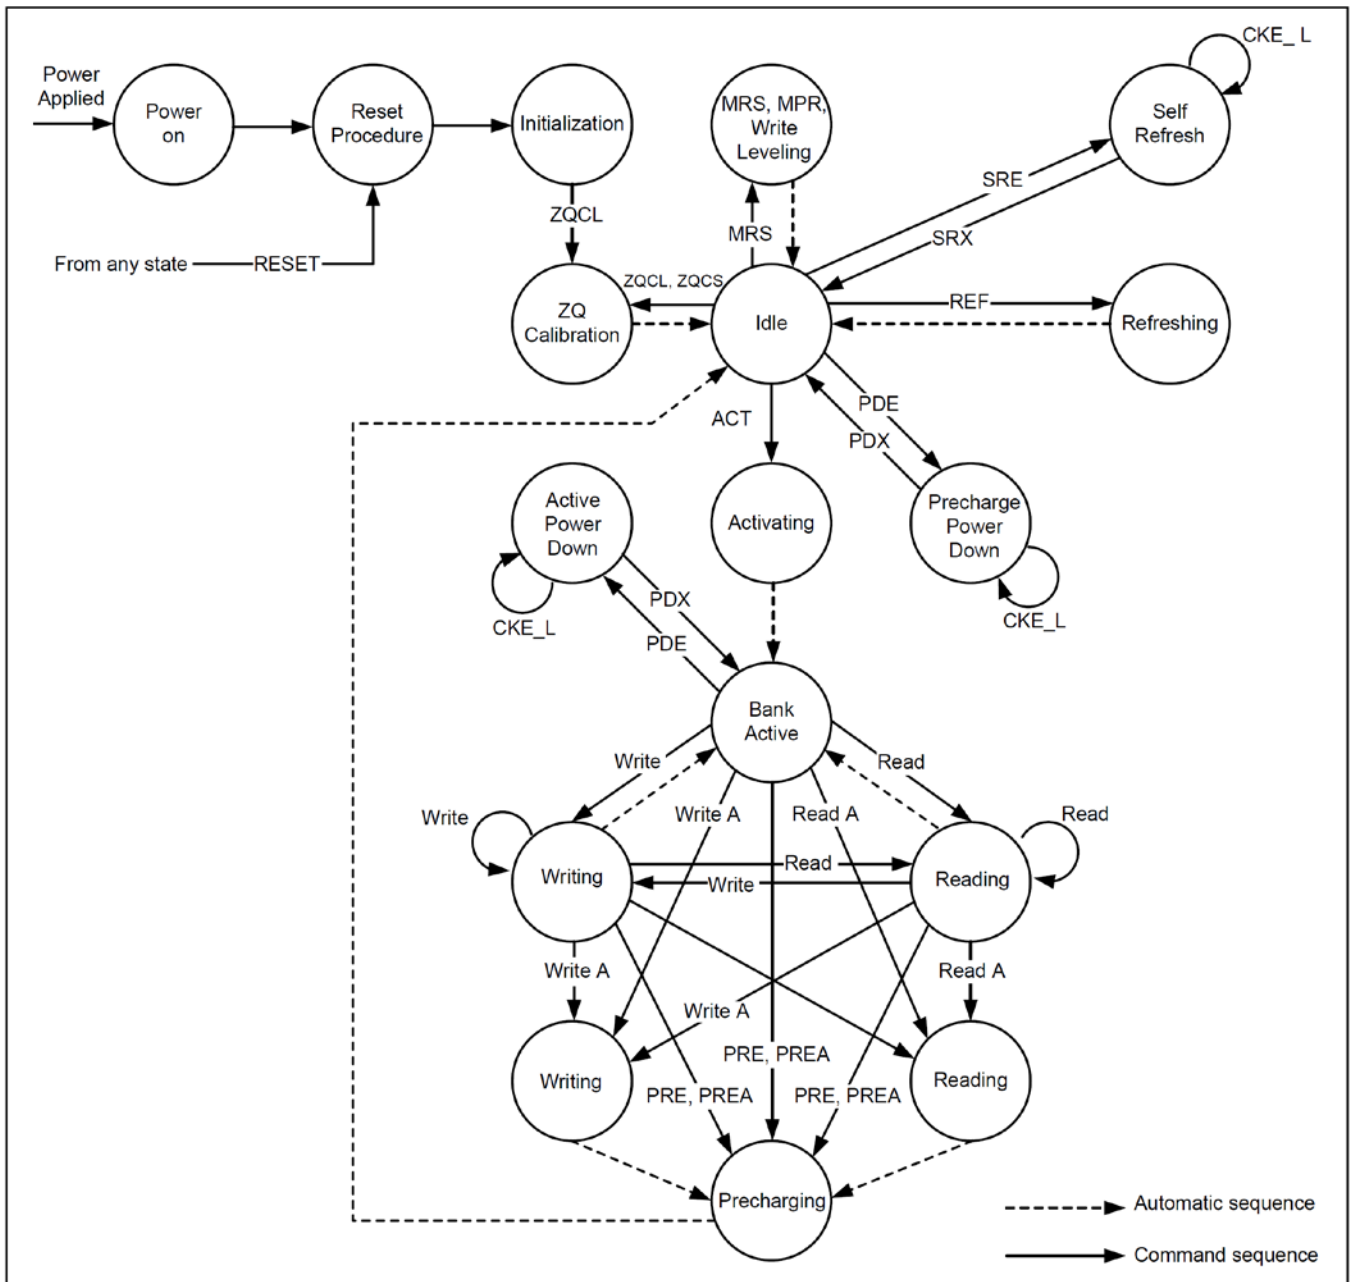 Power
Applied
Power
on
Reset
Procedure
Initialization
MRS, MPR,
Write
Leveling
CKE_ L
Self
Refresh
From any state
RESET
ZQCL
MRS
SRE
SRX
ZQCL, ZQCS
ZQ
Calibration
Idle
REF
Refreshing
ACT
PDE
PDX
Active
Power
Down
Activating
Precharge
Power
Down
CKE_L
PDX
PDE
CKE_L
Bank
Active
Write
Read
Write
Write A
Read A
Read
Writing
Read
Write
Reading
Write A
Read A
Write A
Writing
PRE, PREA
Reading
PRE, PREA
PRE, PREA
Precharging
Automatic sequence
Command sequence